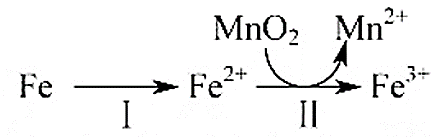 MnO₂ Mn²⁺
Fe Fe²⁺ Fe³⁺
I II